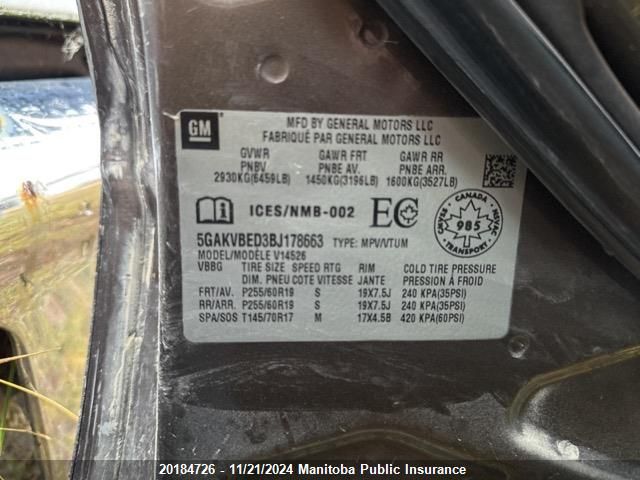 GM
MFD BY GENERAL MOTORS LLC
FABRIQUÉ PAR GENERAL MOTORS LLC
GVWR GAWR FRT GAWR RR
PNBV PNBE AV. PNBE ARR.
2930KG(6459LB) 1450KG(3196LB) 1600KG(3527LB)
ICES/NMB-002 EC
CANADA
985
TRANSPORT
5GAKVBED3BJ178663 TYPE: MPV/VTUM
MODEL/MODÈLE V14526
VBBG TIRE SIZE SPEED RTG RIM COLD TIRE PRESSURE
DIM. PNEU COTE VITESSE JANTE PRESSION À FROID
FRT/AV. P255/60R19 S 19X7.5J 240 KPA(35PSI)
RR/ARR. P255/60R19 S 19X7.5J 240 KPA(35PSI)
SPA/SOS T145/70R17 M 17X4.5B 420 KPA(60PSI)
20184726 - 11/21/2024 Manitoba Public Insurance